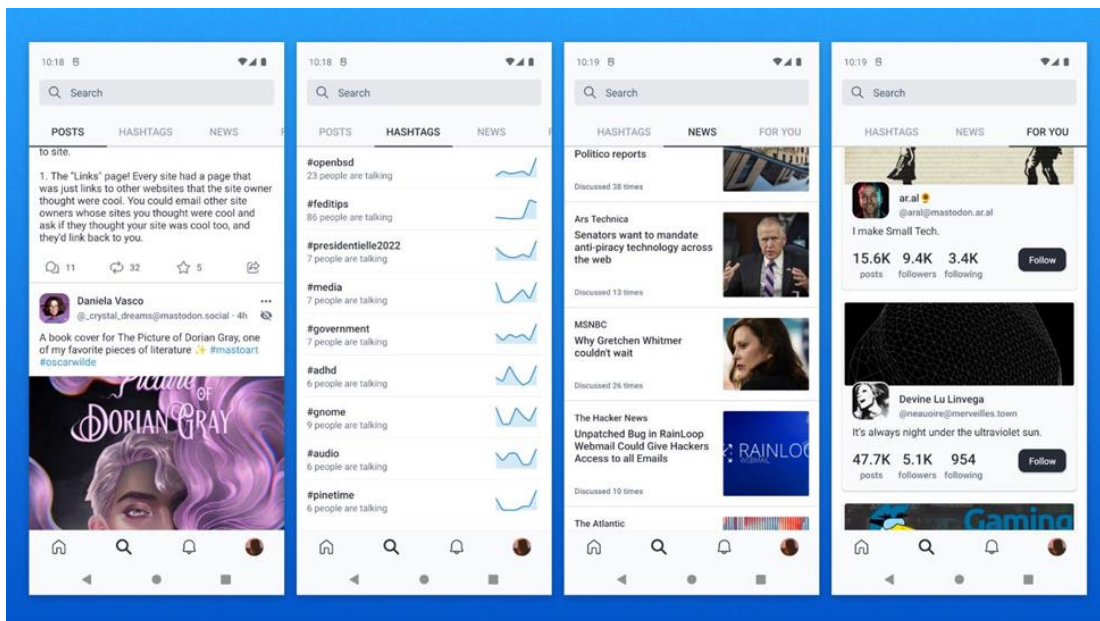 10:18
Search
POSTS HASHTAGS NEWS
to site.
1. The "Links" page! Every site had a page that
was just links to other websites that the site owner
thought were cool. You could email other site
owners whose sites you thought were cool and
ask if they thought your site was cool too, and
they'd link back to you.
11 32 5
Daniela Vasco
@_crystal_dreams@mastodon.social · 4h
A book cover for The Picture of Dorian Gray, one
of my favorite pieces of literature ✨ #mastoart
#oscarwilde
Picture
OF
DORIAN GRAY
10:18
Search
POSTS HASHTAGS NEWS
#openbsd
23 people are talking
#feditips
86 people are talking
#presidentielle2022
7 people are talking
#media
7 people are talking
#government
7 people are talking
#adhd
6 people are talking
#gnome
9 people are talking
#audio
6 people are talking
#pinetime
6 people are talking
10:19
Search
HASHTAGS NEWS FOR YOU
Politico reports
Discussed 38 times
Ars Technica
Senators want to mandate
anti-piracy technology across
the web
Discussed 13 times
MSNBC
Why Gretchen Whitmer
couldn't wait
Discussed 26 times
The Hacker News
Unpatched Bug in RainLoop
Webmail Could Give Hackers
Access to all Emails
RAINLOO
WEBMAIL
Discussed 10 times
The Atlantic
10:19
Search
HASHTAGS NEWS FOR YOU
ar.al🌻
@aral@mastodon.ar.al
I make Small Tech.
15.6K 9.4K 3.4K
posts followers following
Follow
Devine Lu Linvega
@neauoire@merveilles.town
It's always night under the ultraviolet sun.
47.7K 5.1K 954
posts followers following
Follow
Gaming